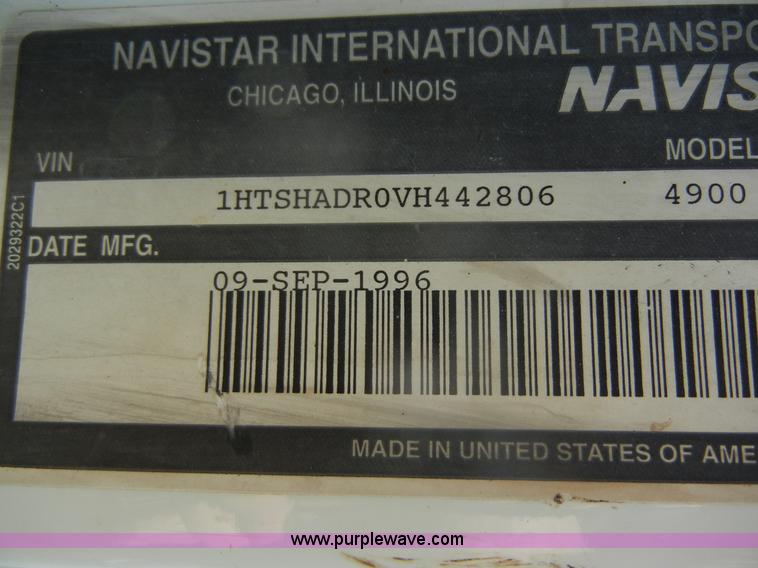 NAVISTAR INTERNATIONAL TRANSPO
CHICAGO, ILLINOIS
NAVIS
VIN
MODEL
1HTSHADR0VH442806
4900
2029322C1
DATE MFG.
09-SEP-1996
MADE IN UNITED STATES OF AME
www.purplewave.com